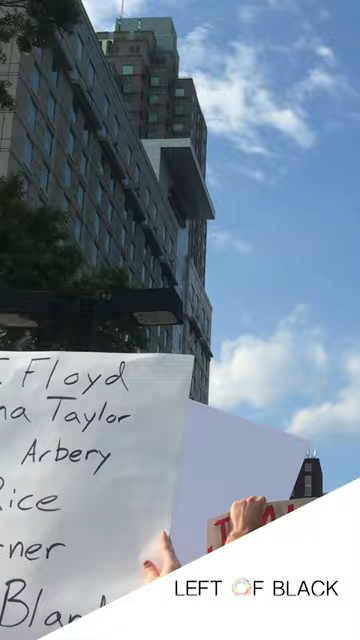 Floyd
na Taylor
Arbery
Rice
rner
Blan
LEFT OF BLACK